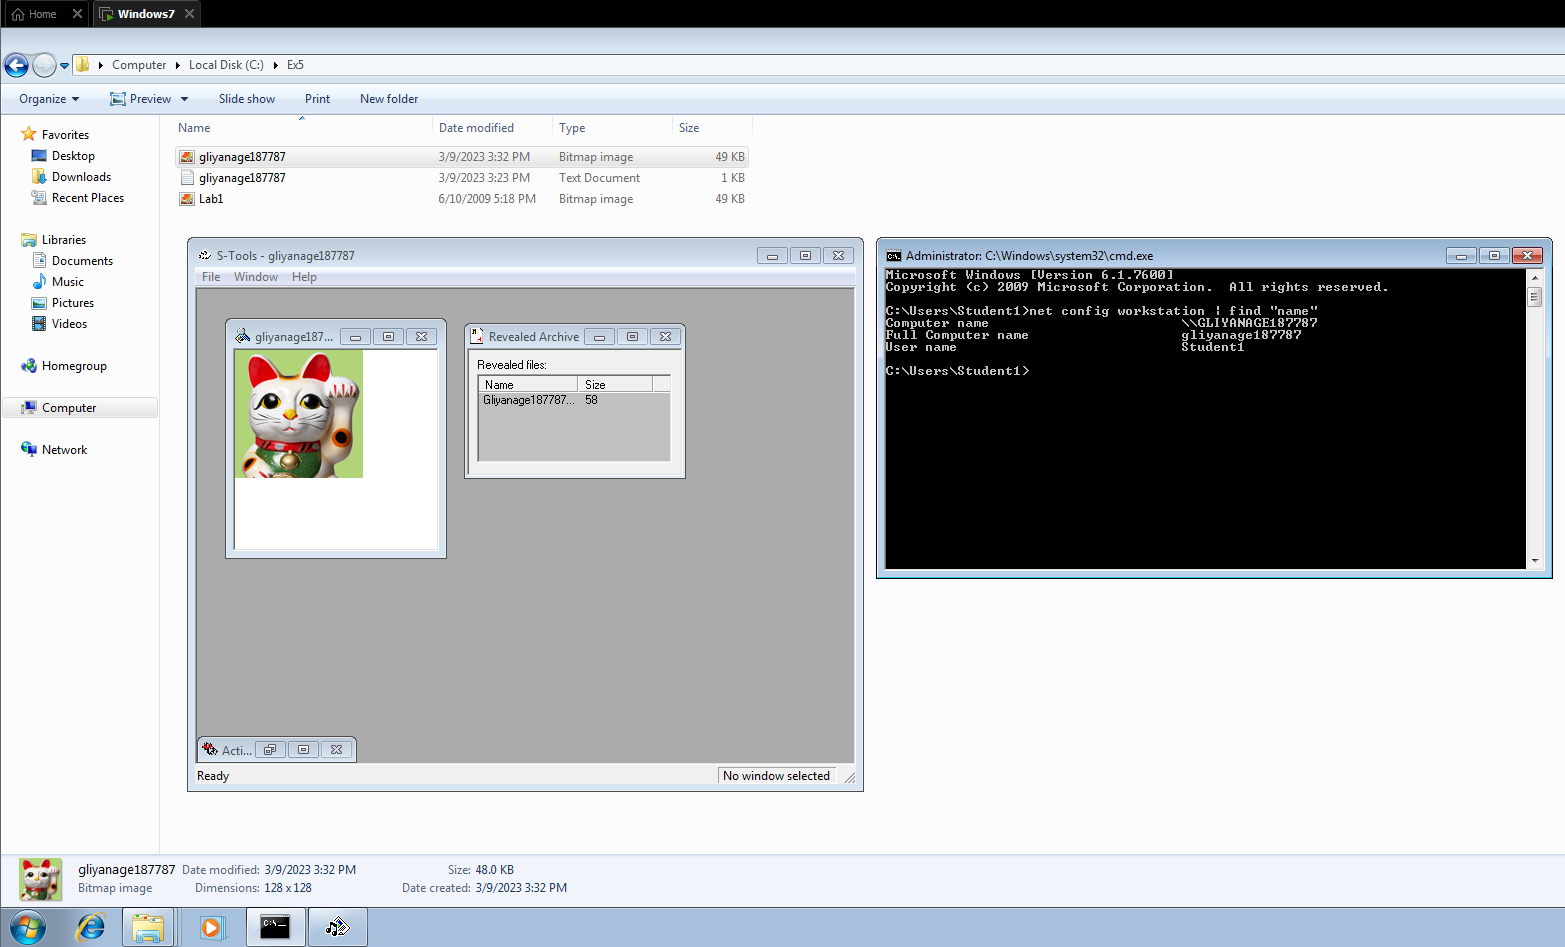 Home
Windows7
Computer
Local Disk (C:)
Ex5
Organize
Preview
Slide show
Print
New folder
Favorites
Desktop
Downloads
Recent Places
Libraries
Documents
Music
Pictures
Videos
Homegroup
Computer
Network
Name Date modified Type Size
gliyanage187787 3/9/2023 3:32 PM Bitmap image 49 KB
gliyanage187787 3/9/2023 3:23 PM Text Document 1 KB
Lab1 6/10/2009 5:18 PM Bitmap image 49 KB
S-Tools - gliyanage187787
File Window Help
gliyanage187...
Revealed Archive
Revealed files:
Name Size
Gliyanage187787... 58
Acti...
Ready
No window selected
Administrator: C:\Windows\system32\cmd.exe
Microsoft Windows [Version 6.1.7600]
Copyright (c) 2009 Microsoft Corporation.  All rights reserved.
C:\Users\Student1>net config workstation | find "name"
Computer name \\GLIYANAGE187787
Full Computer name gliyanage187787
User name Student1
C:\Users\Student1>
gliyanage187787 Date modified: 3/9/2023 3:32 PM Size: 48.0 KB
Bitmap image Dimensions: 128 x 128 Date created: 3/9/2023 3:32 PM
C:\_